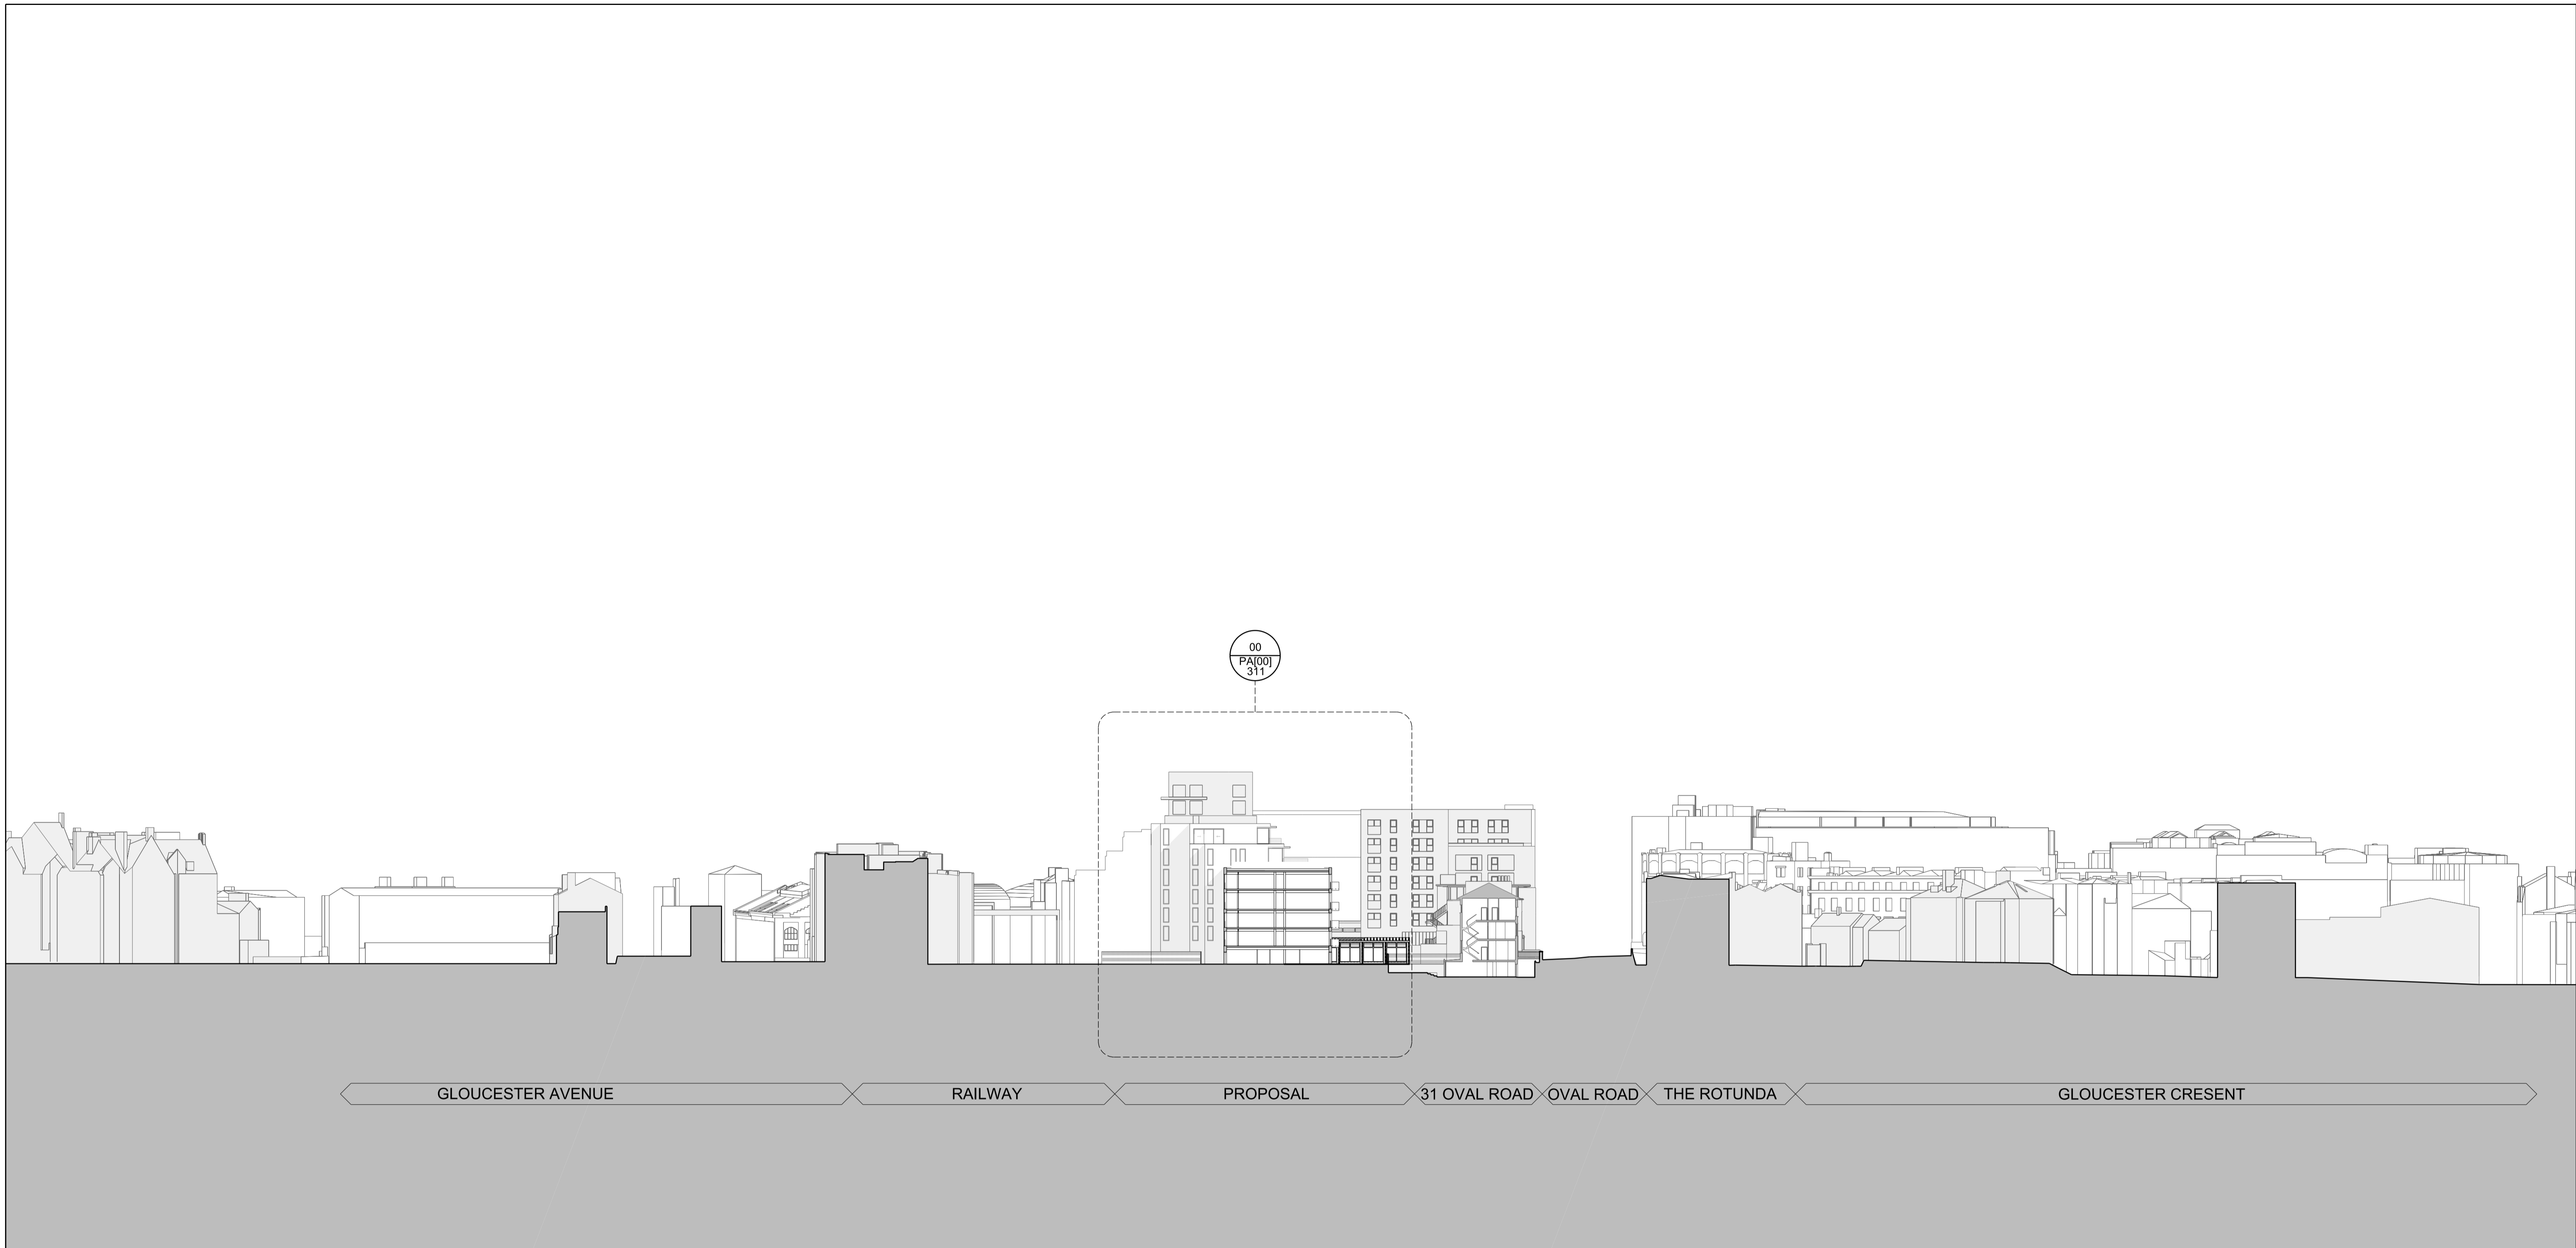 00
PA[00]
311
GLOUCESTER AVENUE
RAILWAY
PROPOSAL
31 OVAL ROAD
OVAL ROAD
THE ROTUNDA
GLOUCESTER CRESENT